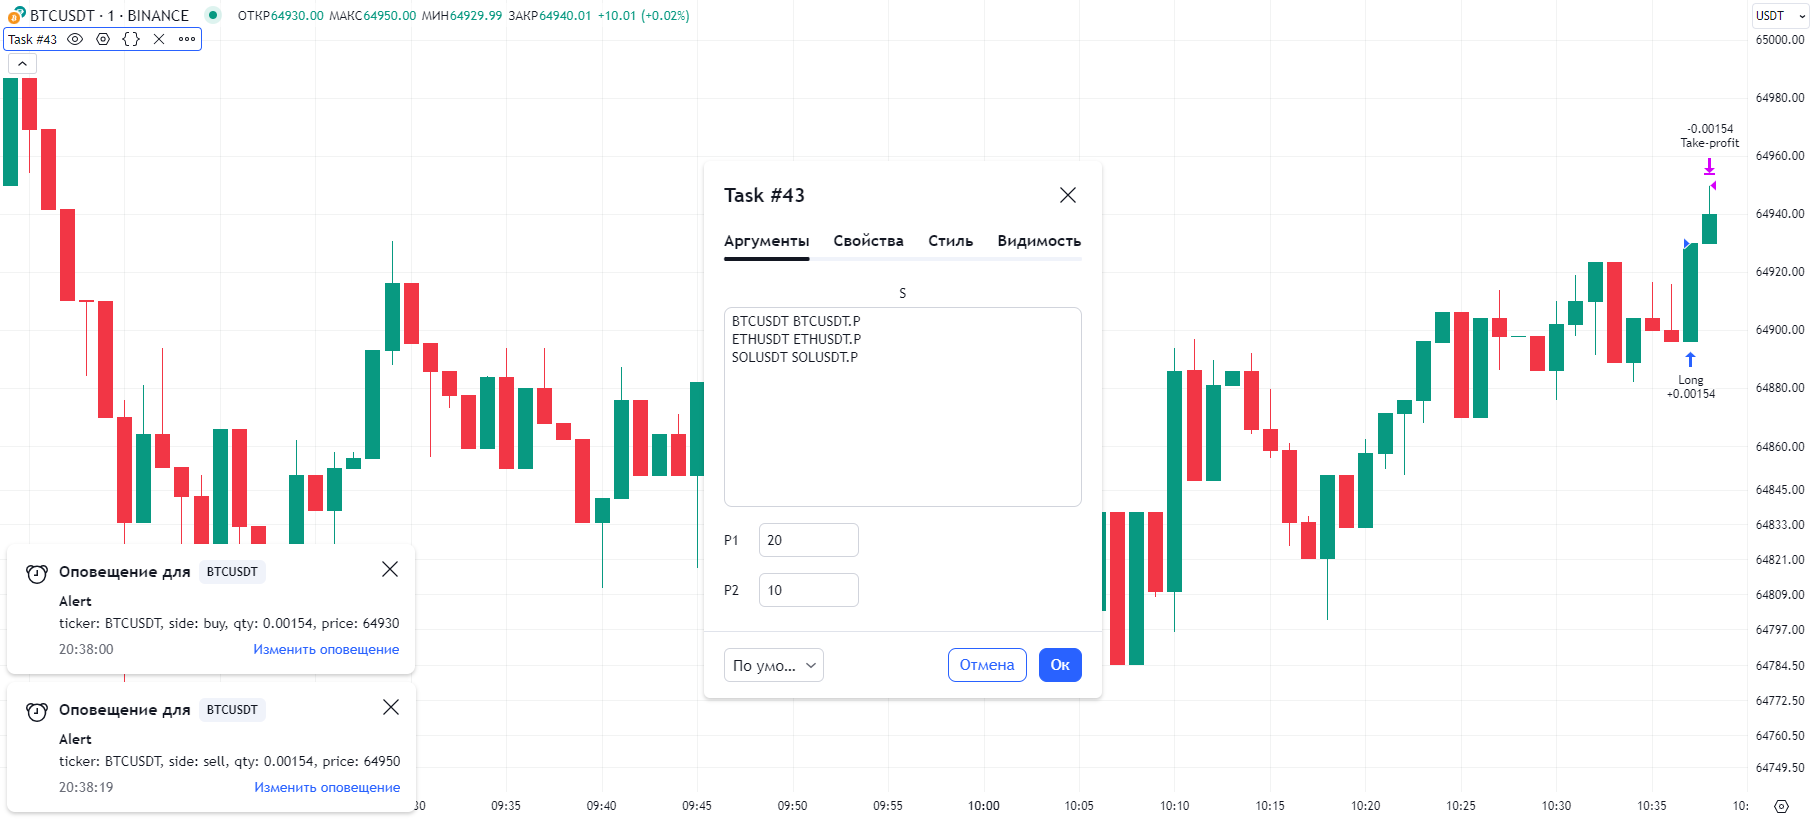 BTCUSDT · 1 · BINANCE ОТКР64930.00 МАКС64950.00 МИН64929.99 ЗАКР64940.01 +10.01 (+0.02%)
USDT
Task #43
65000.00
64980.00
64960.00
64940.00
64920.00
64900.00
64880.00
64860.00
64845.00
64833.00
64821.00
64809.00
64797.00
64784.50
64772.50
64760.50
64749.50
-0.00154
Take-profit
Long
+0.00154
Task #43
Аргументы Свойства Стиль Видимость
S
BTCUSDT BTCUSDT.P
ETHUSDT ETHUSDT.P
SOLUSDT SOLUSDT.P
P1 20
P2 10
По умо...
Отмена
Ок
Оповещение для BTCUSDT
Alert
ticker: BTCUSDT, side: buy, qty: 0.00154, price: 64930
20:38:00 Изменить оповещение
Оповещение для BTCUSDT
Alert
ticker: BTCUSDT, side: sell, qty: 0.00154, price: 64950
20:38:19 Изменить оповещение
30 09:35 09:40 09:45 09:50 09:55 10:00 10:05 10:10 10:15 10:20 10:25 10:30 10:35 10: